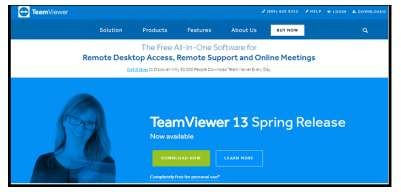 TeamViewer
HELP LOGIN DOWNLOAD
Solution Products Features About Us BUY NOW
The Free All-in-One Software for
Remote Desktop Access, Remote Support and Online Meetings
TeamViewer 13 Spring Release
Now available
DOWNLOAD NOW LEARN MORE
Completely free for personal use*